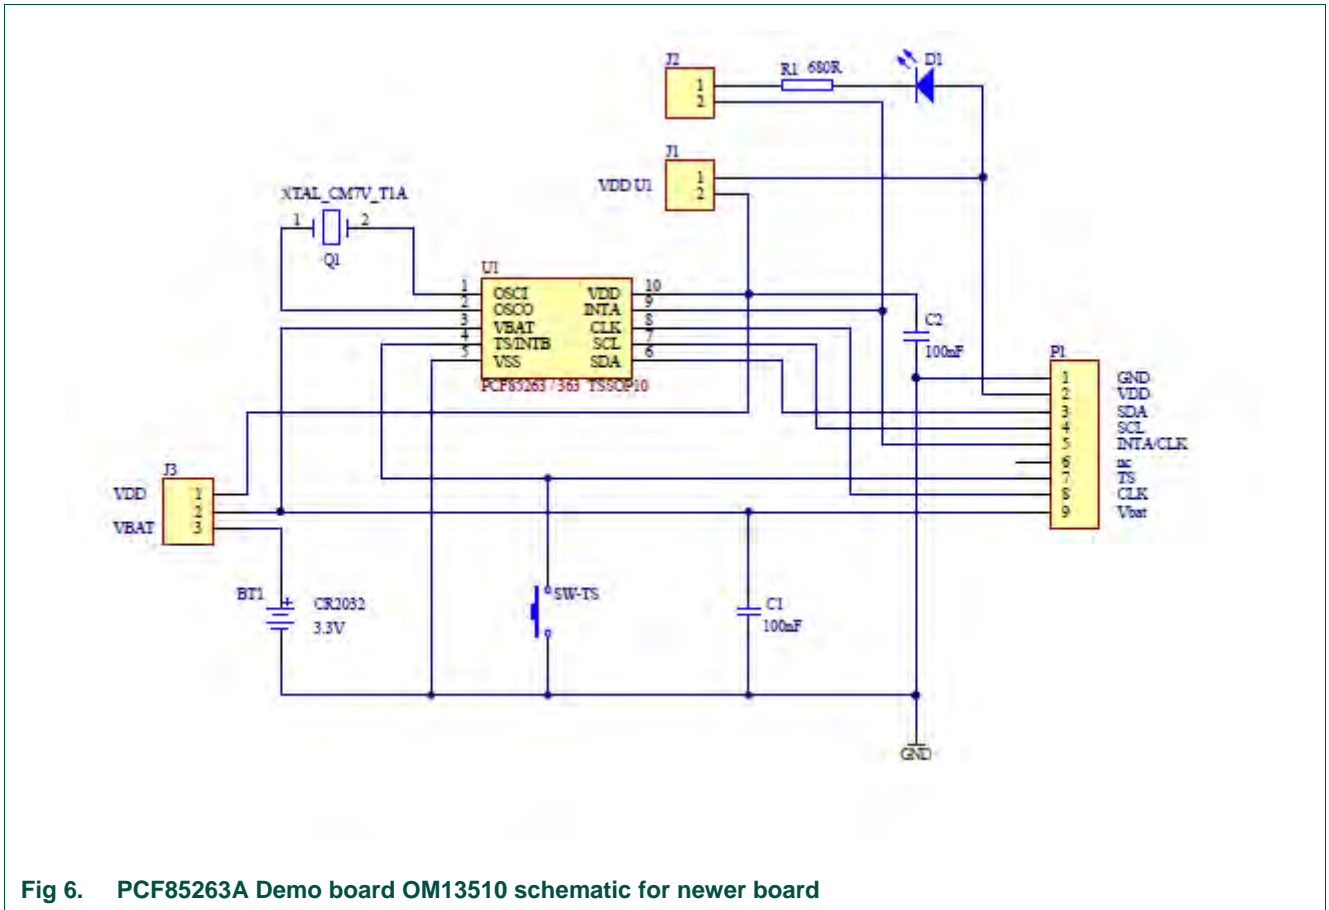 J2
1
2
R1 680R
D1
J1
VDD U1
1
2
XTAL_CM7V_T1A
1
2
Q1
U1
1 OSCI VDD 10
2 OSCO INTA 9
3 VBAT CLK 8
4 TS/INTB SCL 7
5 VSS SDA 6
PCF85263 / 363 TSSOP10
C2
100nF
P1
1 GND
2 VDD
3 SDA
4 SCL
5 INTA/CLK
6 nc
7 TS
8 CLK
9 Vbat
J3
VDD 1
2
VBAT 3
BT1
+
CR2032
3.3V
SW-TS
C1
100nF
GND
Fig 6. PCF85263A Demo board OM13510 schematic for newer board